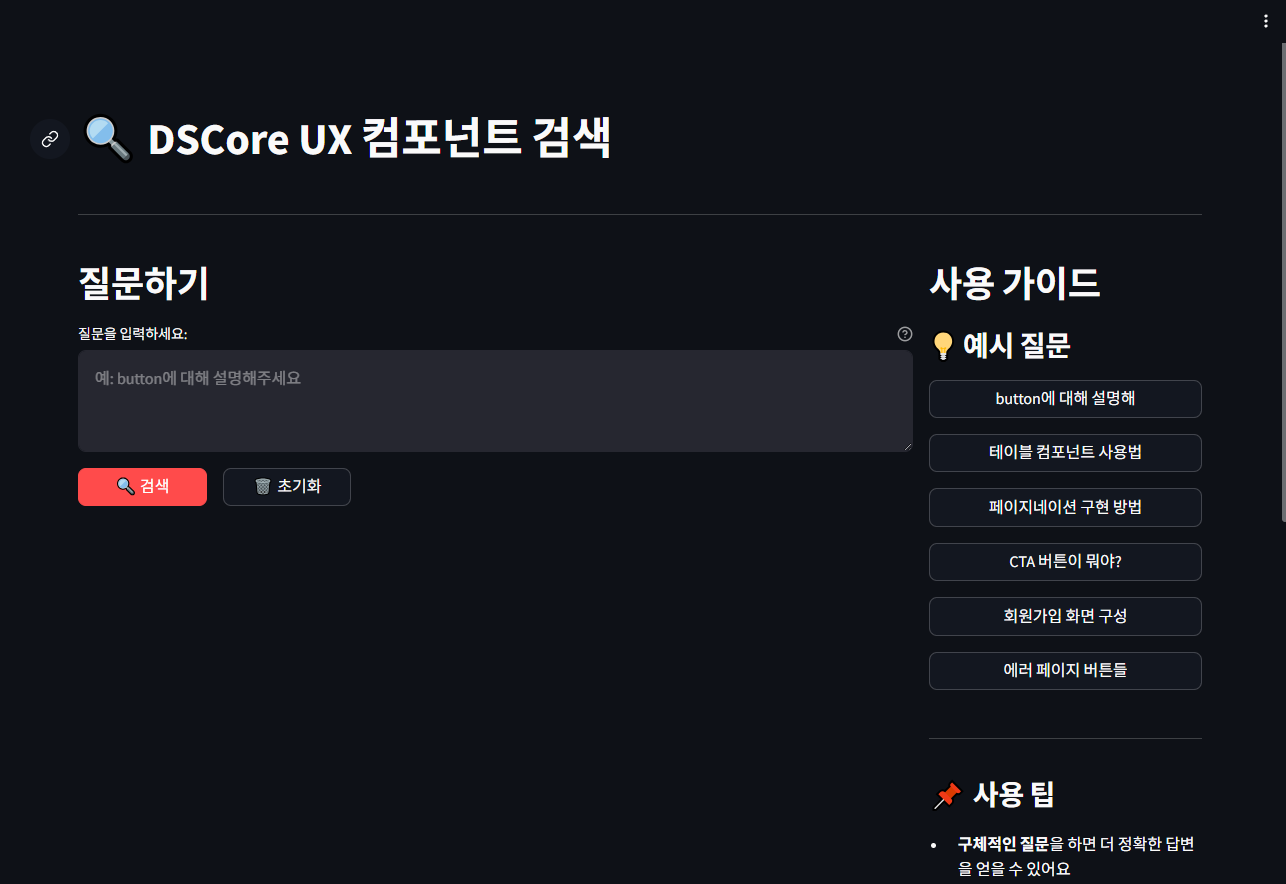 DSCore UX 컴포넌트 검색
질문하기
질문을 입력하세요:
예: button에 대해 설명해주세요
검색
초기화
사용 가이드
예시 질문
button에 대해 설명해
테이블 컴포넌트 사용법
페이지네이션 구현 방법
CTA 버튼이 뭐야?
회원가입 화면 구성
에러 페이지 버튼들
사용 팁
• 구체적인 질문을 하면 더 정확한 답변
을 얻을 수 있어요